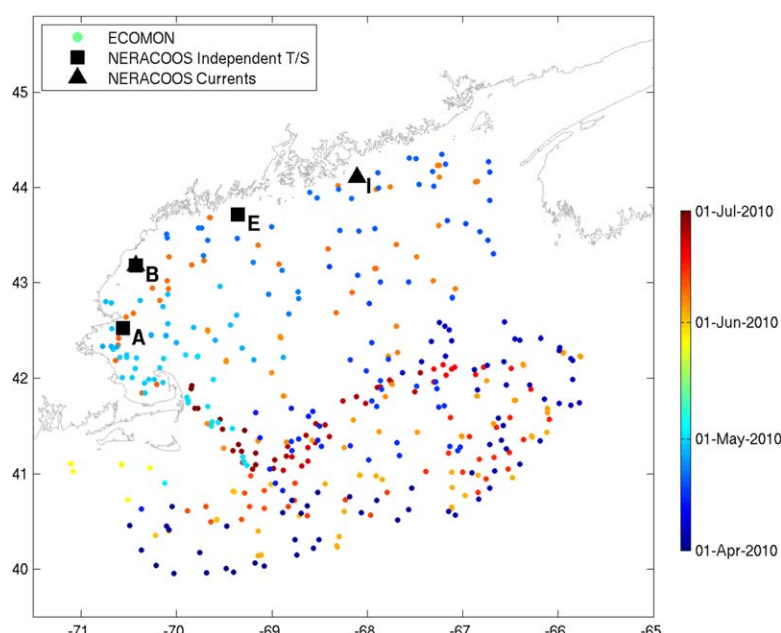 ECOMON
NERACOOS Independent T/S
NERACOOS Currents
45
44
43
42
41
40
I
E
B
A
01-Jul-2010
01-Jun-2010
01-May-2010
01-Apr-2010
-71 -70 -69 -68 -67 -66 -65